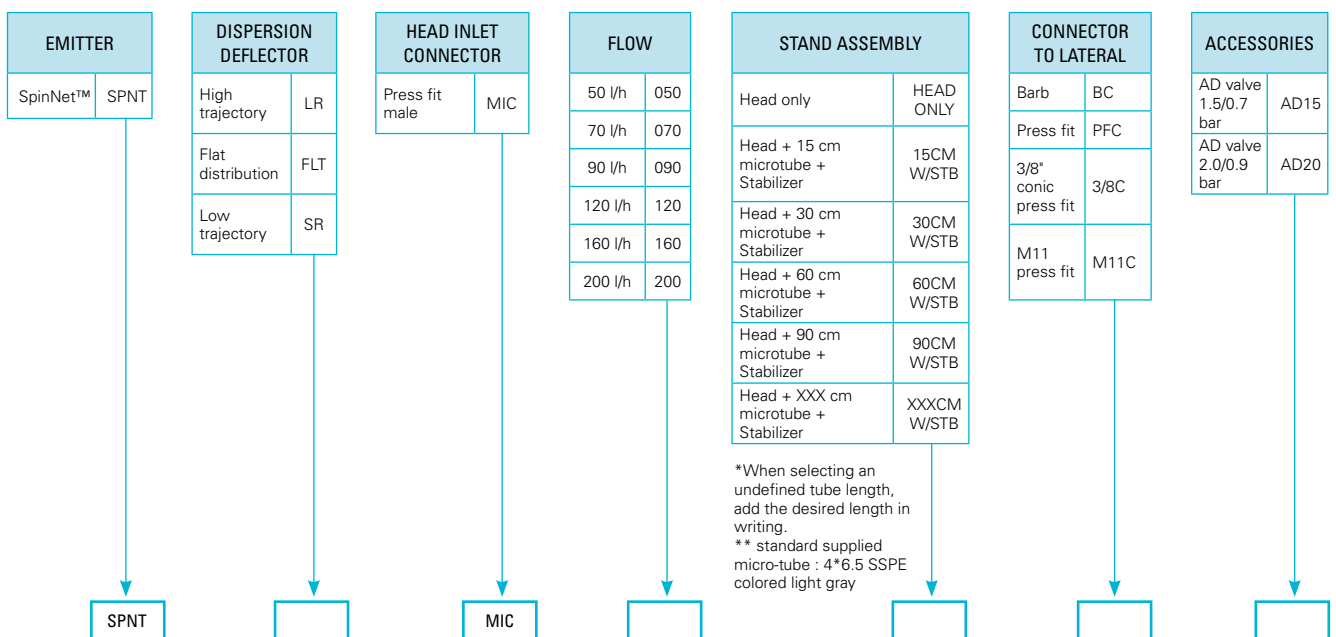 EMITTER
SpinNet™ SPNT
DISPERSION
DEFLECTOR
High
trajectory
LR
Flat
distribution
FLT
Low
trajectory
SR
HEAD INLET
CONNECTOR
Press fit
male
MIC
FLOW
50 l/h 050
70 l/h 070
90 l/h 090
120 l/h 120
160 l/h 160
200 l/h 200
STAND ASSEMBLY
Head only
HEAD
ONLY
Head + 15 cm
microtube +
Stabilizer
15CM
W/STB
Head + 30 cm
microtube +
Stabilizer
30CM
W/STB
Head + 60 cm
microtube +
Stabilizer
60CM
W/STB
Head + 90 cm
microtube +
Stabilizer
90CM
W/STB
Head + XXX cm
microtube +
Stabilizer
XXXCM
W/STB
*When selecting an
undefined tube length,
add the desired length in
writing.
** standard supplied
micro-tube : 4*6.5 SSPE
colored light gray
CONNECTOR
TO LATERAL
Barb BC
Press fit PFC
3/8"
conic
press fit
3/8C
M11
press fit
M11C
ACCESSORIES
AD valve
1.5/0.7
bar
AD15
AD valve
2.0/0.9
bar
AD20
SPNT
MIC